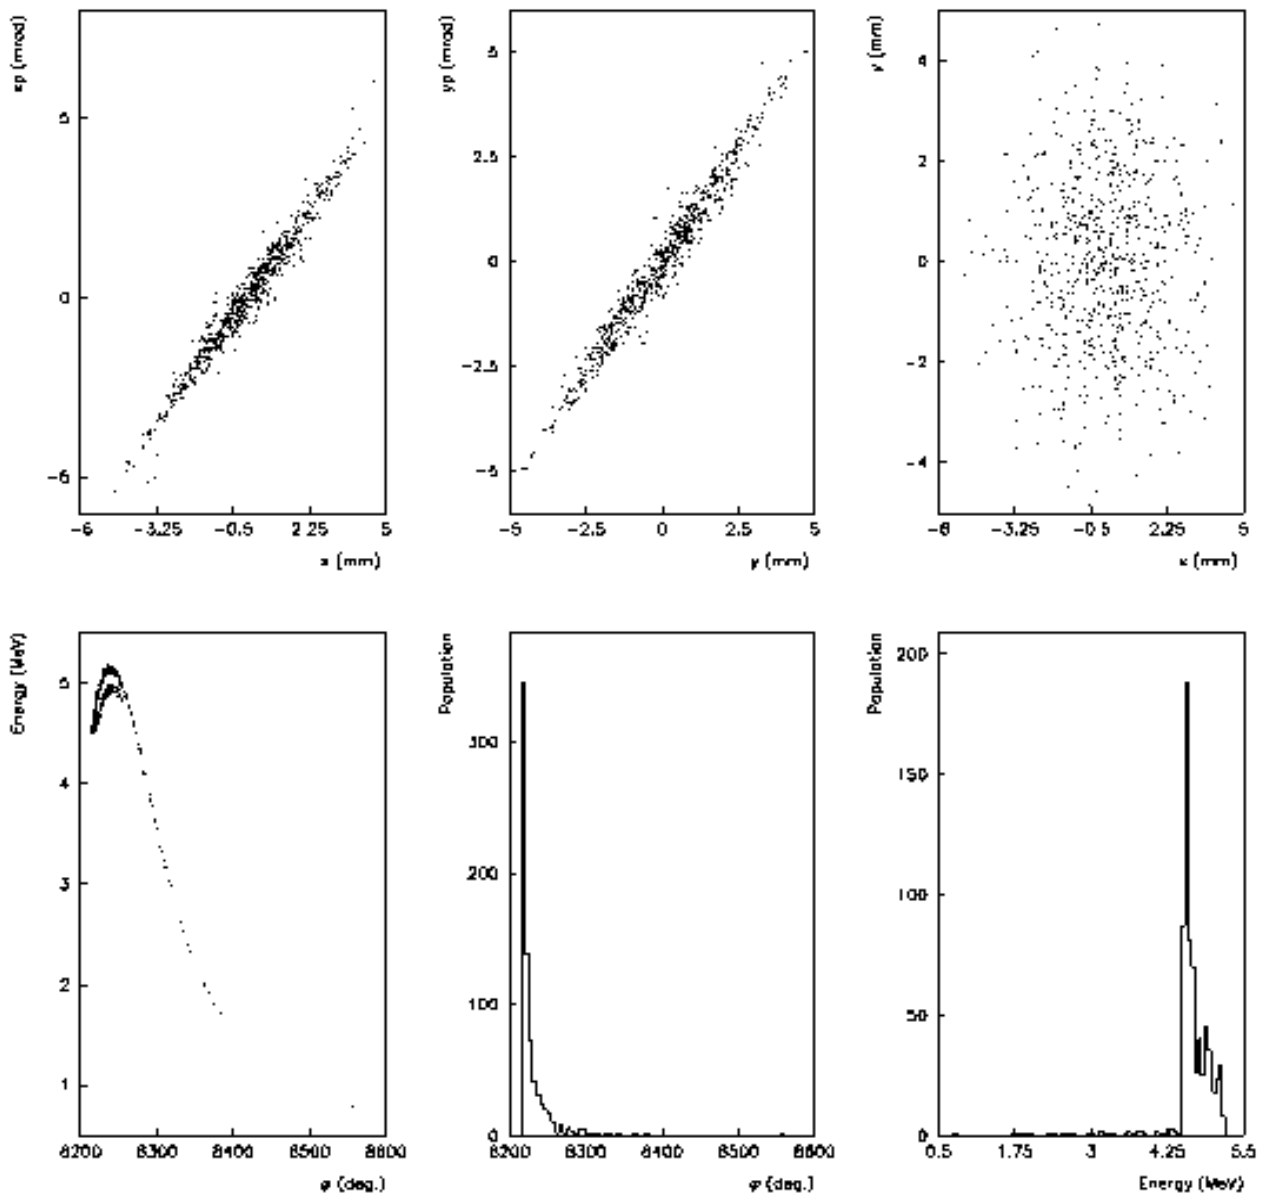 xp (mrad)
5
0
-5
-6 -3.25 -0.5 2.25 5
x (mm)
yp (mrad)
5
2.5
0
-2.5
-5
-5 -2.5 0 2.5 5
y (mm)
y (mm)
4
2
0
-2
-4
-6 -3.25 -0.5 2.25 5
x (mm)
Energy (MeV)
5
4
3
2
1
8200 8300 8400 8500 8600
φ (deg.)
Population
300
200
100
0
8200 8300 8400 8500 8600
φ (deg.)
Population
200
150
100
50
0
0.5 1.75 3 4.25 5.5
Energy (MeV)